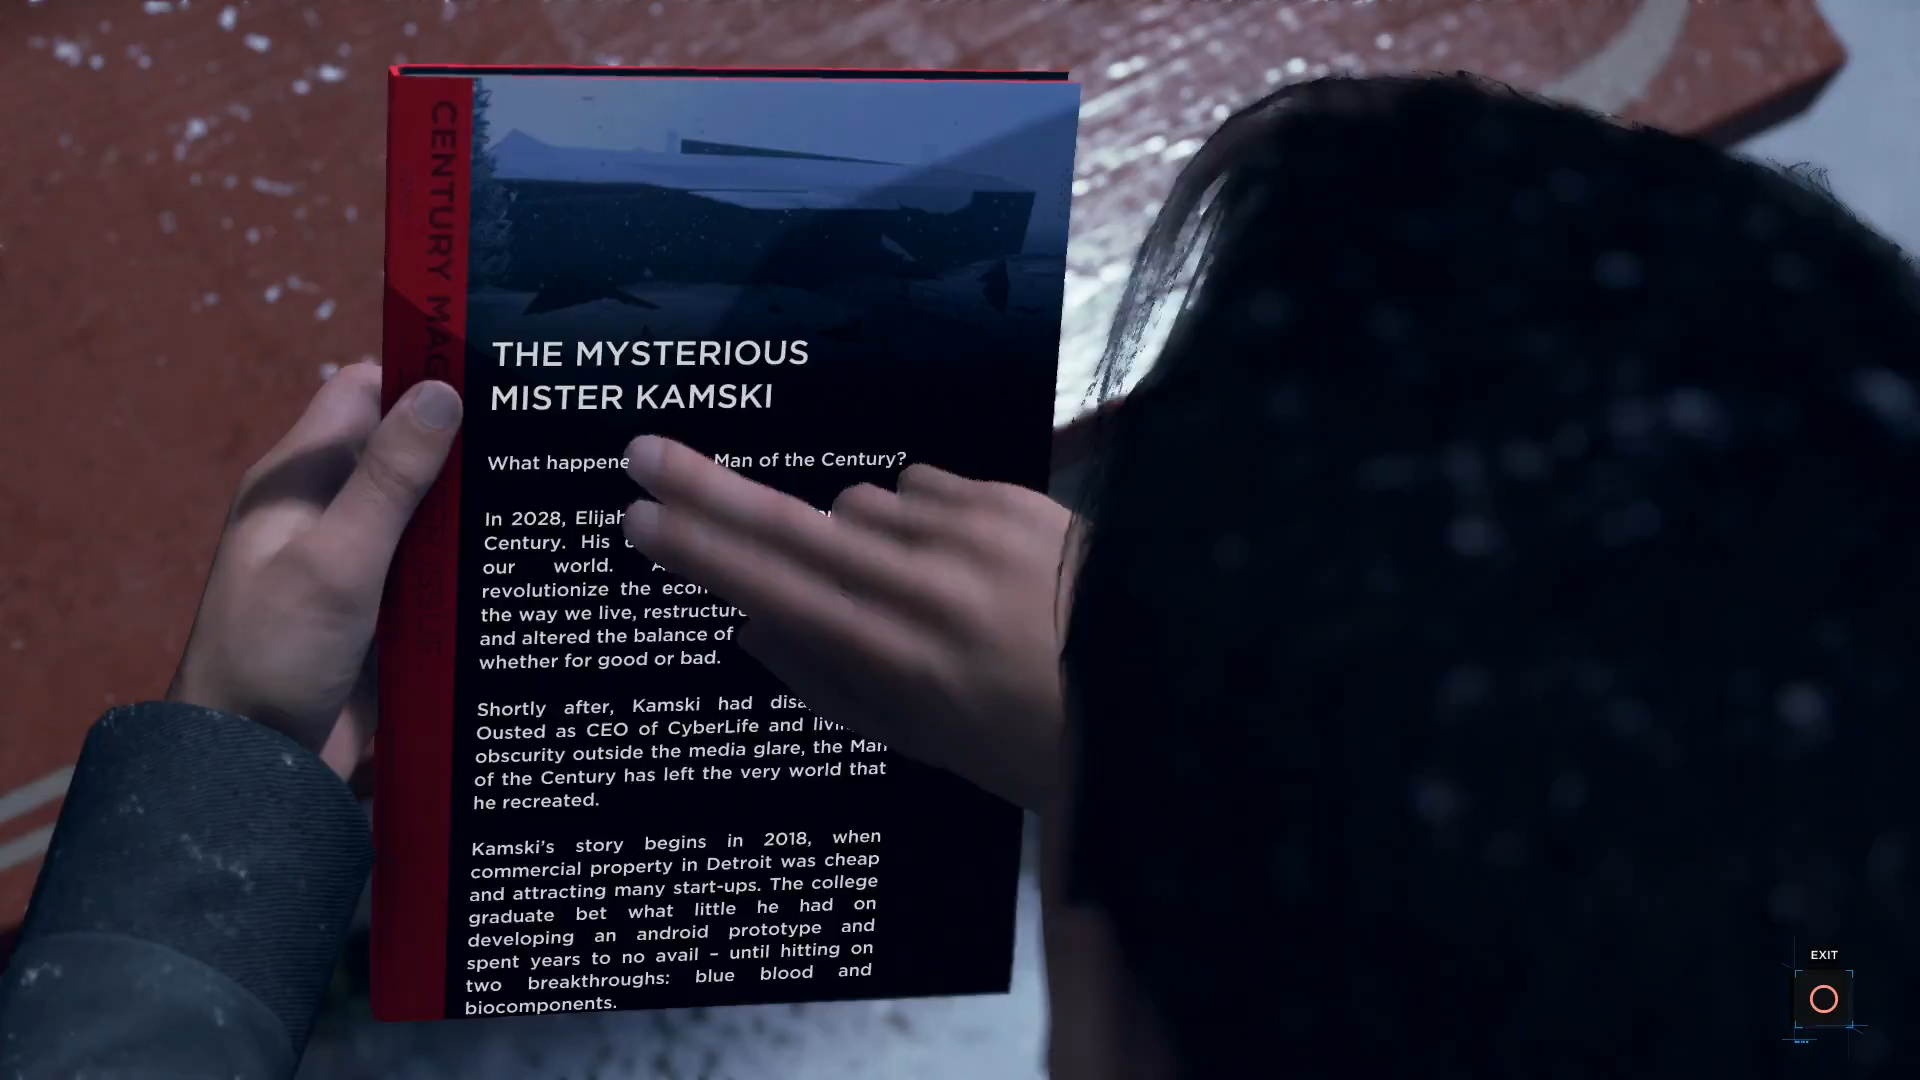 CENTURY MAG
THE MYSTERIOUS
MISTER KAMSKI
What happene Man of the Century?
In 2028, Elijah
Century. His
our world.
revolutionize the
the way we live,
and altered the balance of
whether for good or bad.
Shortly after, Kamski had
Ousted as CEO of CyberLife and
obscurity outside the media glare, the Man
of the Century has left the very world that
he recreated.
Kamski's story begins in 2018, when
commercial property in Detroit was cheap
and attracting many start-ups. The college
graduate bet what little he had on
developing an android prototype and
spent years to no avail – until hitting on
two breakthroughs: blue blood and
biocomponents.
EXIT